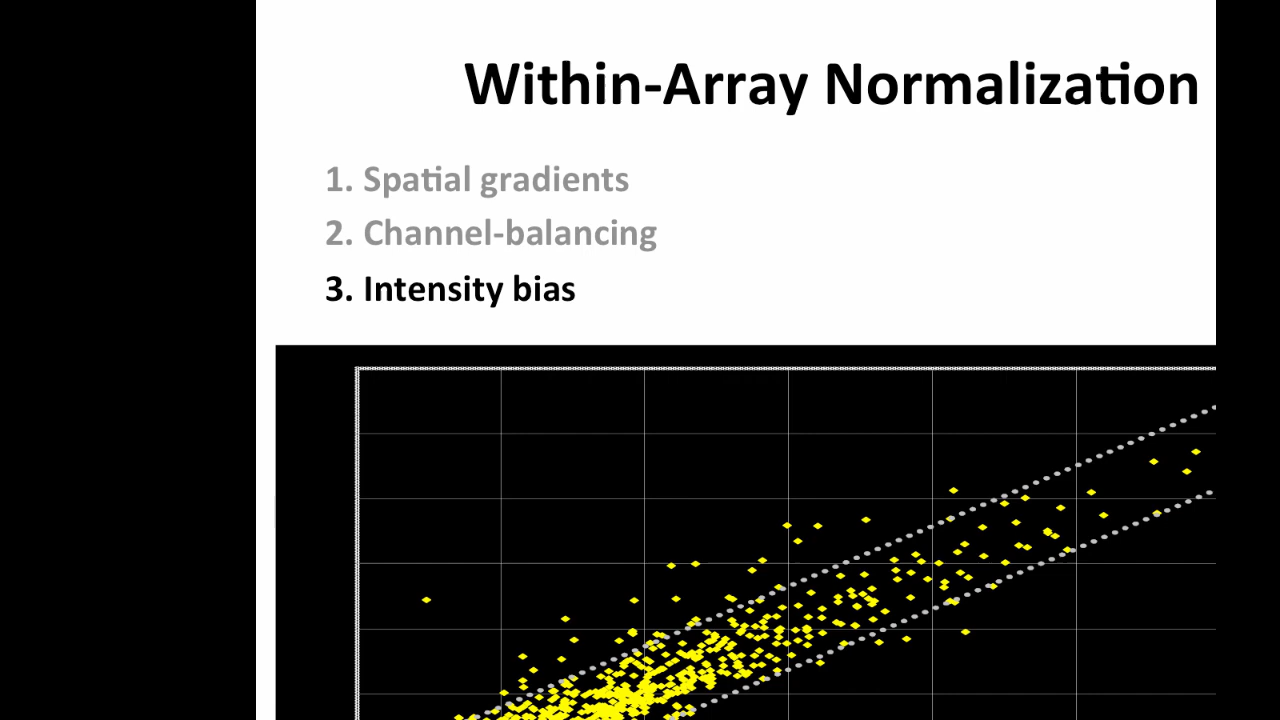 Within-Array Normalization
1. Spatial gradients
2. Channel-balancing
3. Intensity bias